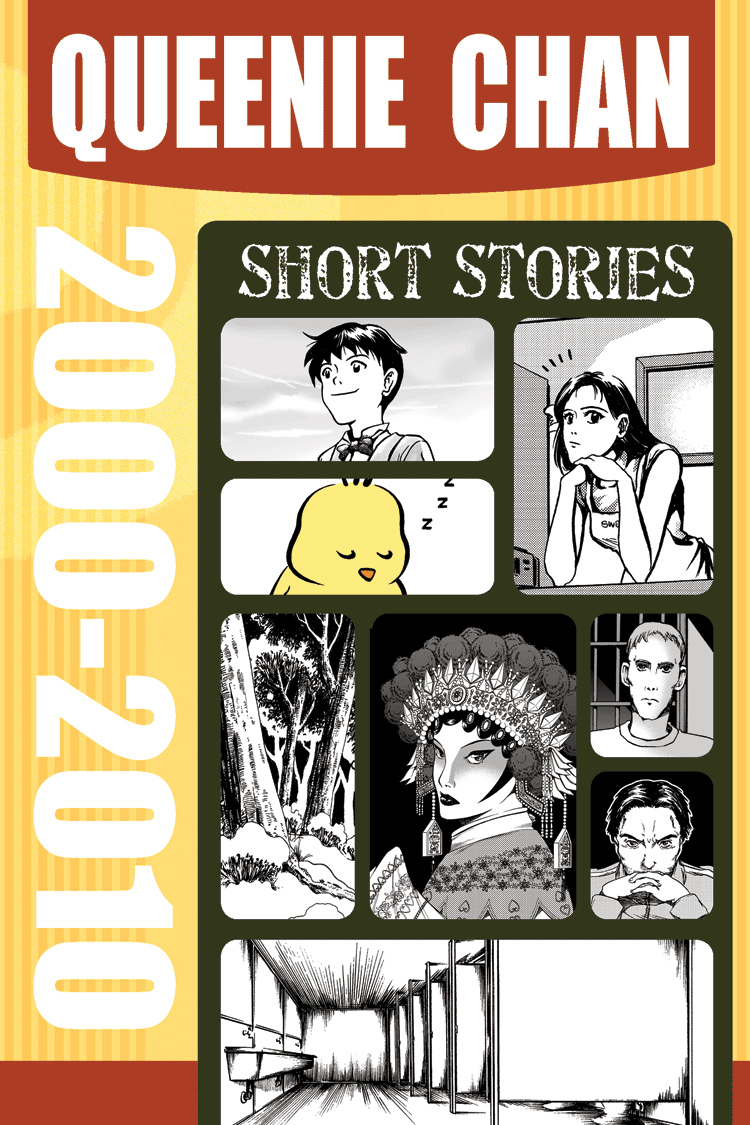 QUEENIE CHAN
2000-2010
SHORT STORIES
z
z
z